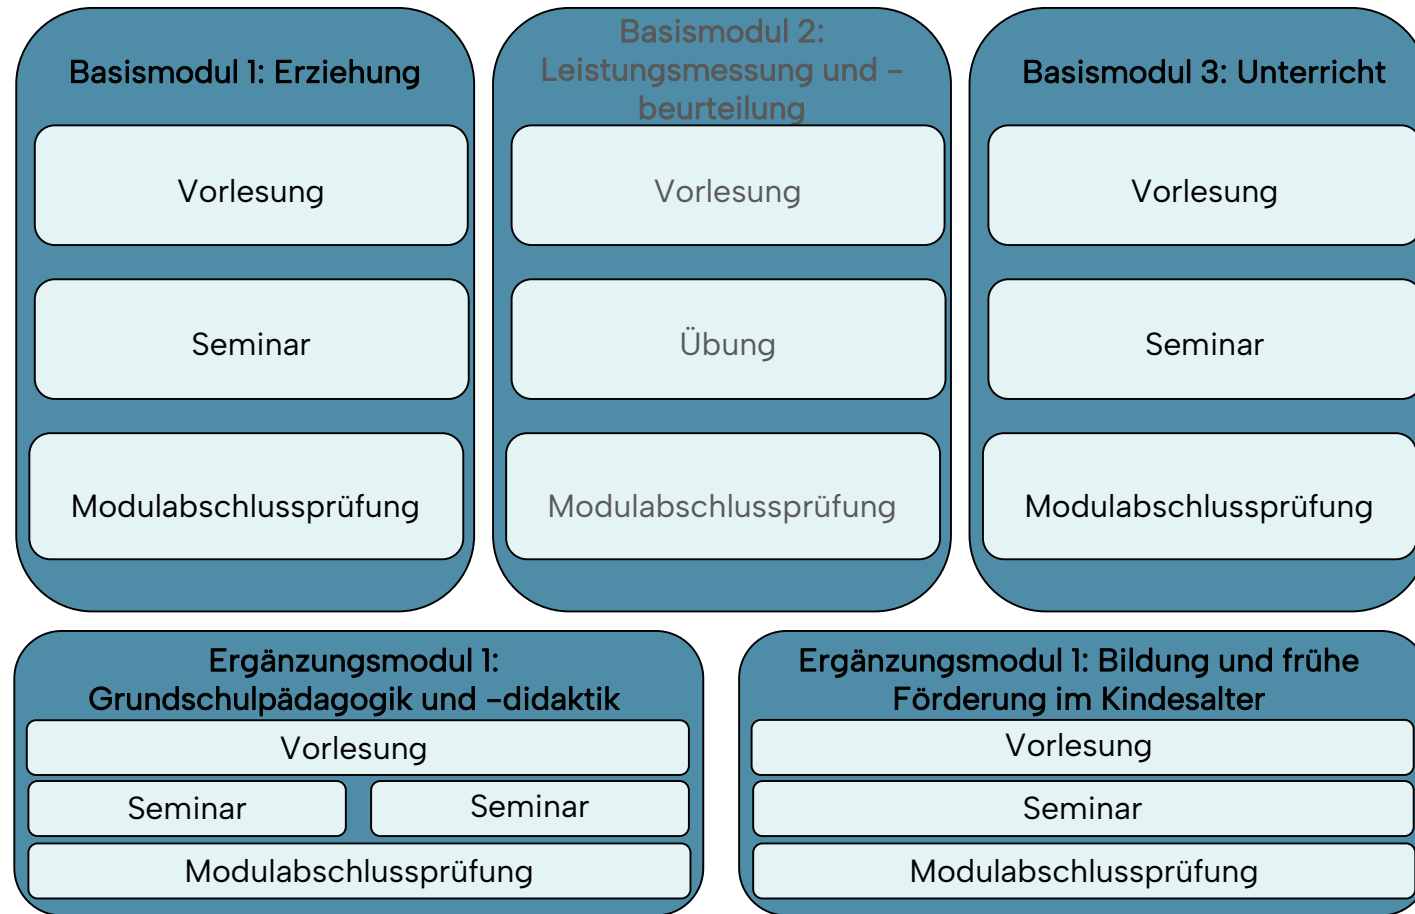 Basismodul 1: Erziehung
Vorlesung
Seminar
Modulabschlussprüfung
Basismodul 2:
Leistungsmessung und -
beurteilung
Vorlesung
Übung
Modulabschlussprüfung
Basismodul 3: Unterricht
Vorlesung
Seminar
Modulabschlussprüfung
Ergänzungsmodul 1:
Grundschulpädagogik und -didaktik
Vorlesung
Seminar
Seminar
Modulabschlussprüfung
Ergänzungsmodul 1: Bildung und frühe
Förderung im Kindesalter
Vorlesung
Seminar
Modulabschlussprüfung